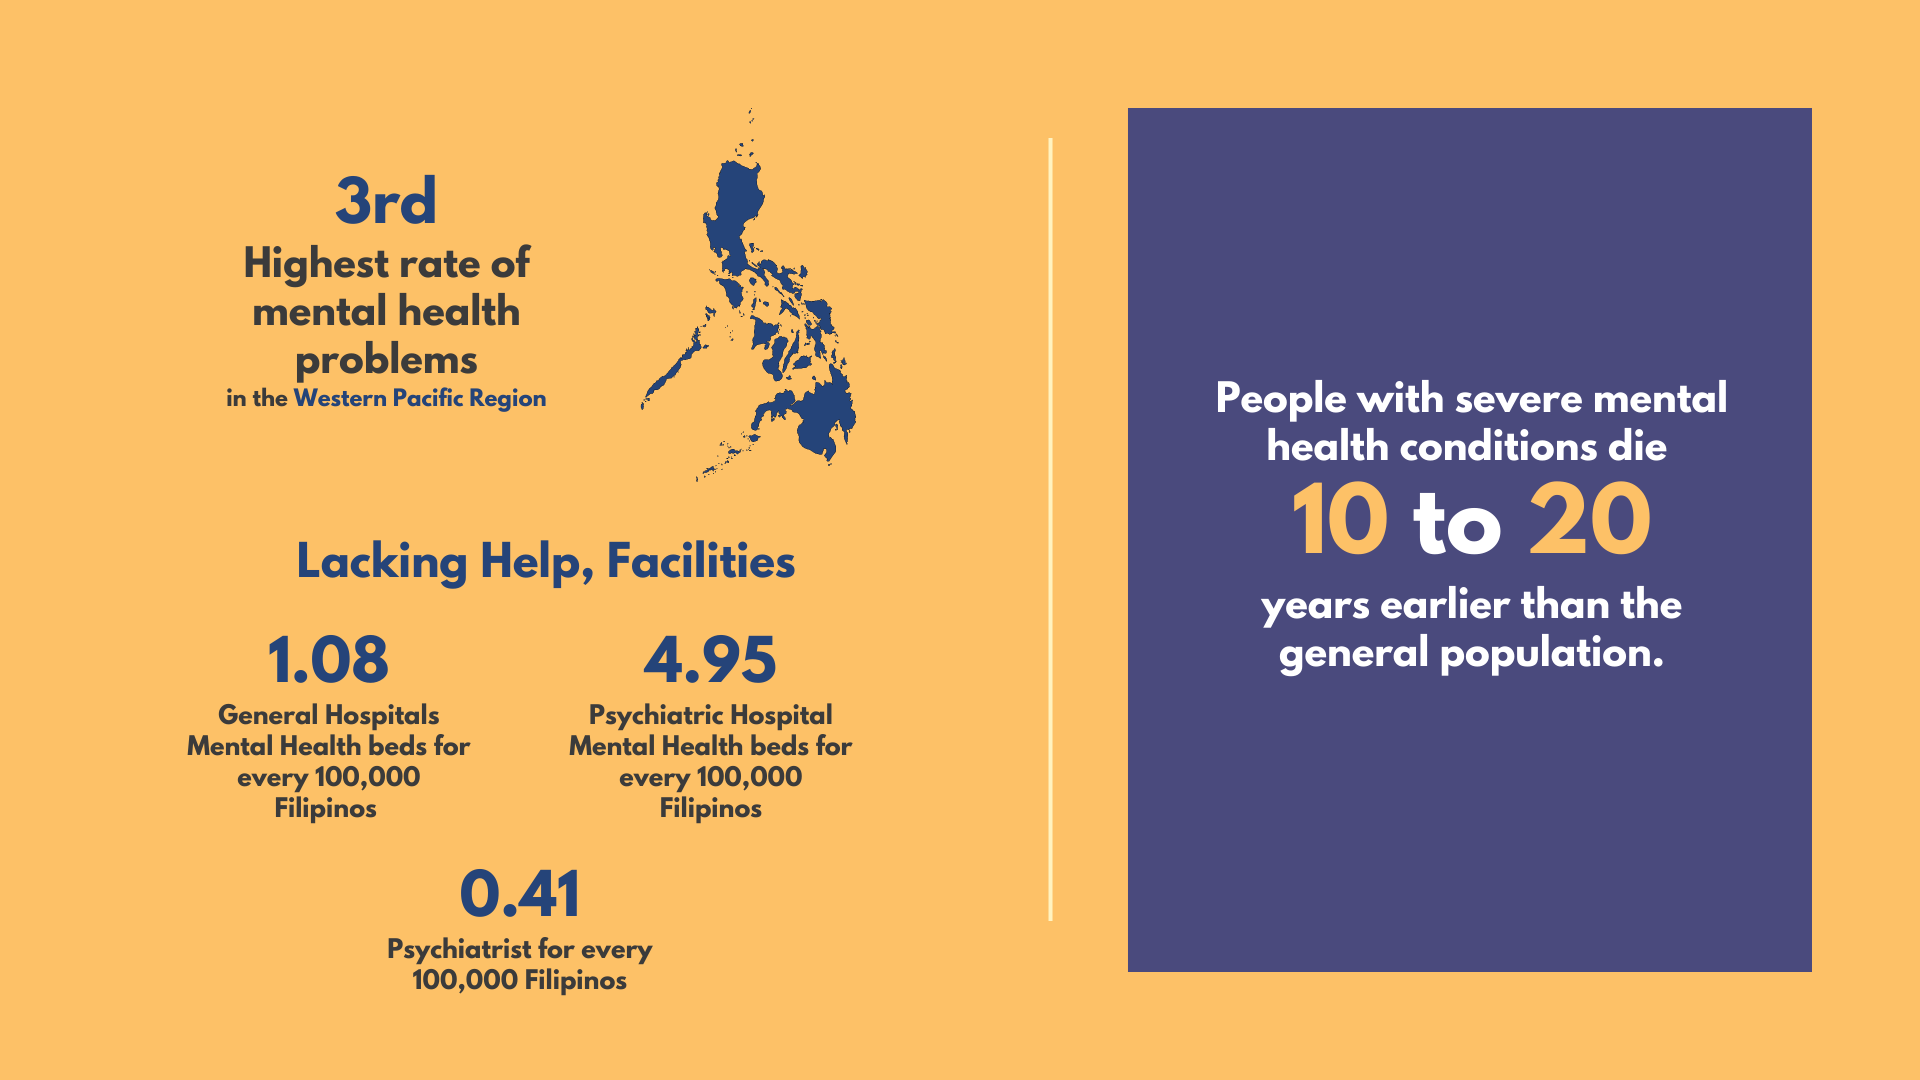 3rd
Highest rate of
mental health
problems
in the Western Pacific Region
Lacking Help, Facilities
1.08
General Hospitals
Mental Health beds for
every 100,000
Filipinos
4.95
Psychiatric Hospital
Mental Health beds for
every 100,000
Filipinos
0.41
Psychiatrist for every
100,000 Filipinos
People with severe mental
health conditions die
10 to 20
years earlier than the
general population.